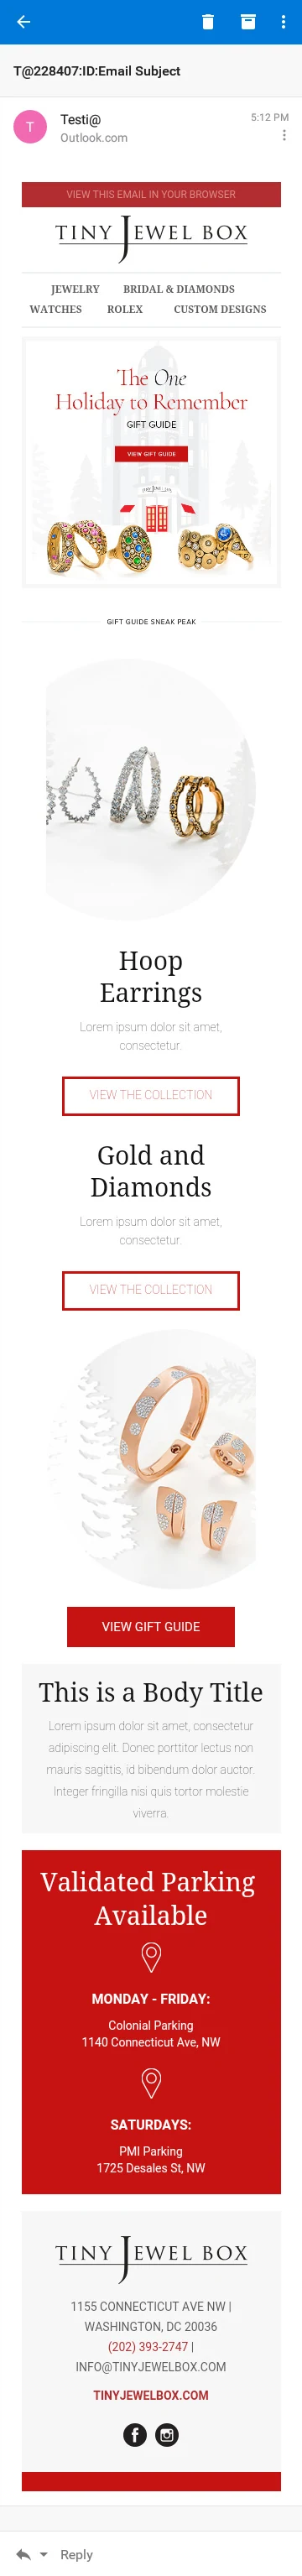 T@228407:ID:Email Subject
T
Testi@
5:12 PM
Outlook.com
VIEW THIS EMAIL IN YOUR BROWSER
TINY JEWEL BOX
JEWELRY BRIDAL & DIAMONDS
WATCHES ROLEX CUSTOM DESIGNS
The One
Holiday to Remember
GIFT GUIDE
VIEW GIFT GUIDE
TINY JEWEL BOX
GIFT GUIDE SNEAK PEAK
Hoop
Earrings
Lorem ipsum dolor sit amet,
consectetur.
VIEW THE COLLECTION
Gold and
Diamonds
Lorem ipsum dolor sit amet,
consectetur.
VIEW THE COLLECTION
VIEW GIFT GUIDE
This is a Body Title
Lorem ipsum dolor sit amet, consectetur
adipiscing elit. Donec porttitor lectus non
mauris sagittis, id bibendum dolor auctor.
Integer fringilla nisi quis tortor molestie
viverra.
Validated Parking
Available
MONDAY - FRIDAY:
Colonial Parking
1140 Connecticut Ave, NW
SATURDAYS:
PMI Parking
1725 Desales St, NW
TINY JEWEL BOX
1155 CONNECTICUT AVE NW |
WASHINGTON, DC 20036
(202) 393-2747 |
INFO@TINYJEWELBOX.COM
TINYJEWELBOX.COM
Reply